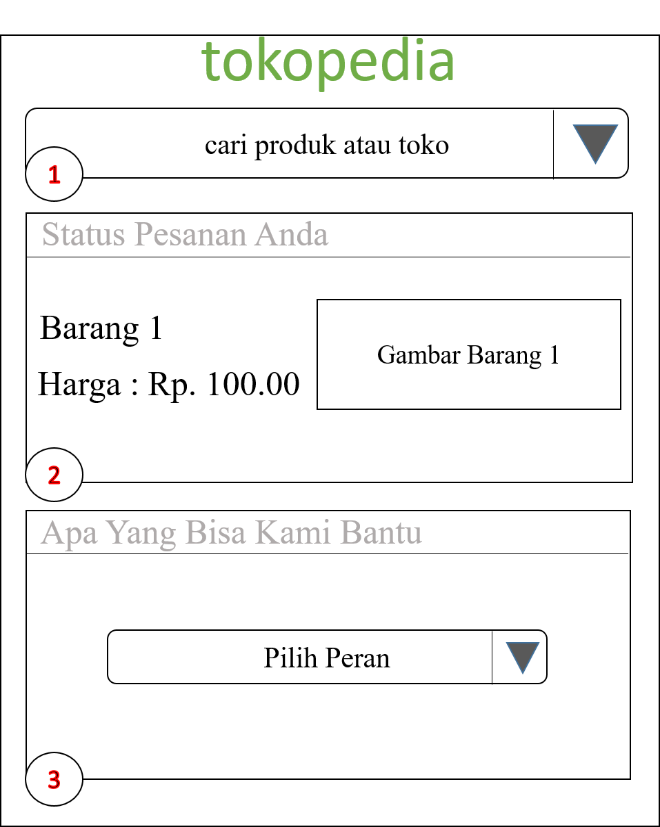 tokopedia
cari produk atau toko
1
Status Pesanan Anda
Barang 1
Harga : Rp. 100.00
Gambar Barang 1
2
Apa Yang Bisa Kami Bantu
Pilih Peran
3